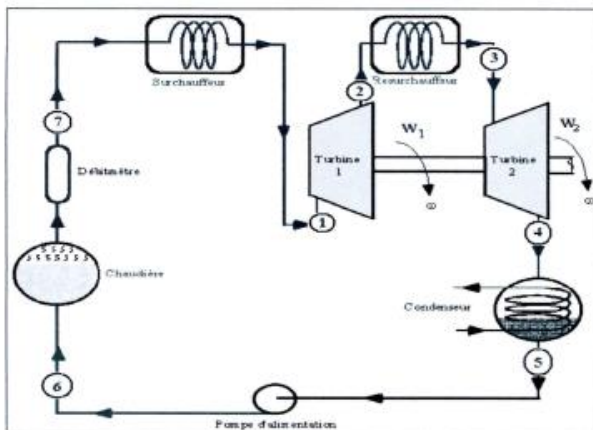 Surchauffeur
Resurchauffeur
2
3
7
W1
W2
Turbine
1
Turbine
2
Débitmètre
ω
ω
1
4
Chaudière
Condenseur
5
6
Pompe d'alimentation